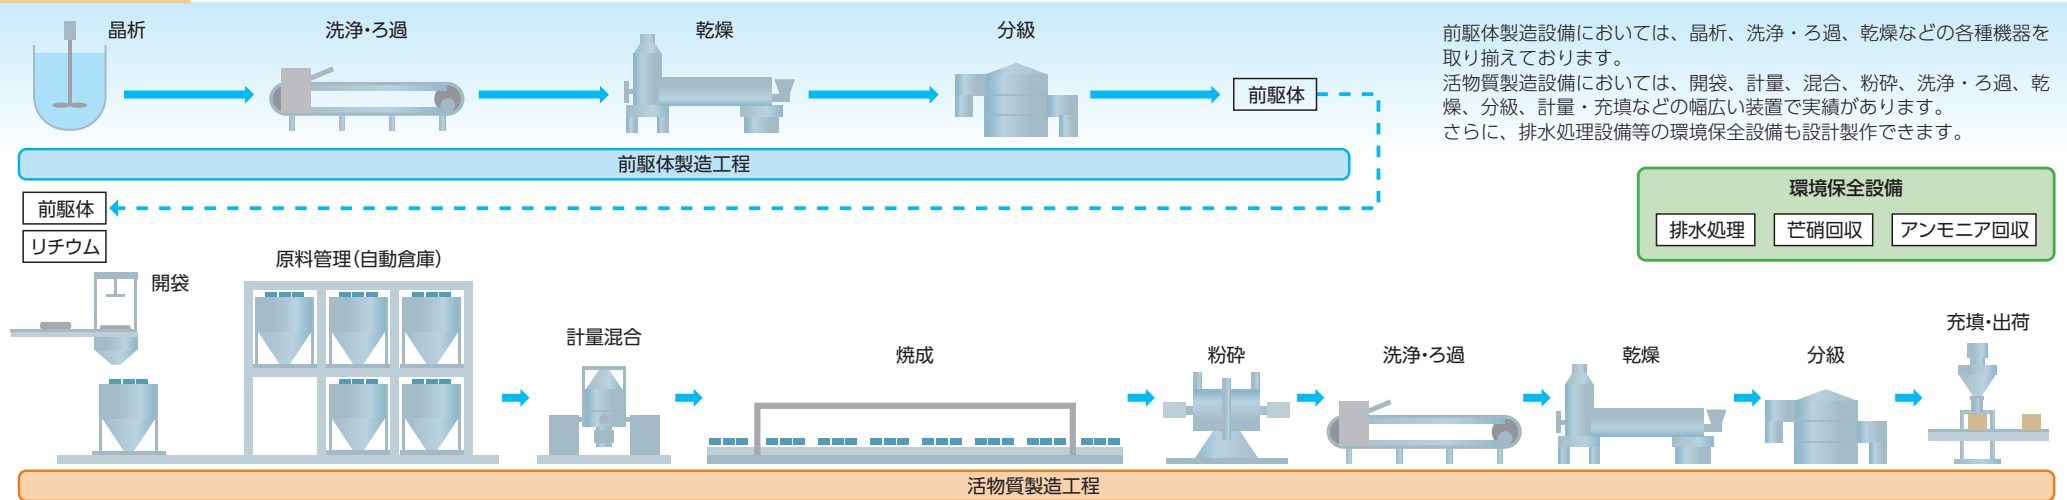 晶析
洗浄・ろ過
乾燥
分級
前駆体
前駆体製造設備においては、晶析、洗浄・ろ過、乾燥などの各種機器を
取り揃えております。
活物質製造設備においては、開袋、計量、混合、粉砕、洗浄・ろ過、乾
燥、分級、計量・充填などの幅広い装置で実績があります。
さらに、排水処理設備等の環境保全設備も設計製作できます。
前駆体製造工程
環境保全設備
排水処理
芒硝回収
アンモニア回収
前駆体
リチウム
開袋
原料管理（自動倉庫）
計量混合
焼成
粉砕
洗浄・ろ過
乾燥
分級
充填・出荷
活物質製造工程